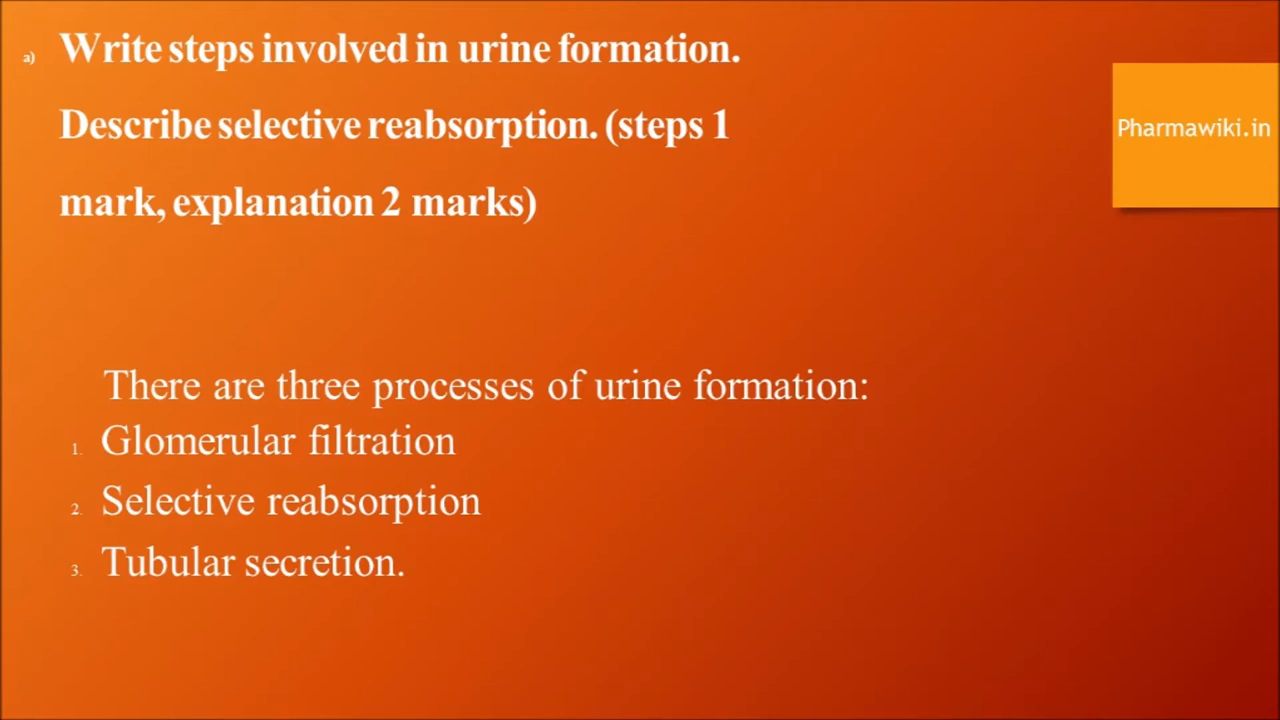 a) Write steps involved in urine formation.
Describe selective reabsorption. (steps 1
mark, explanation 2 marks)
Pharmawiki.in
There are three processes of urine formation:
1. Glomerular filtration
2. Selective reabsorption
3. Tubular secretion.